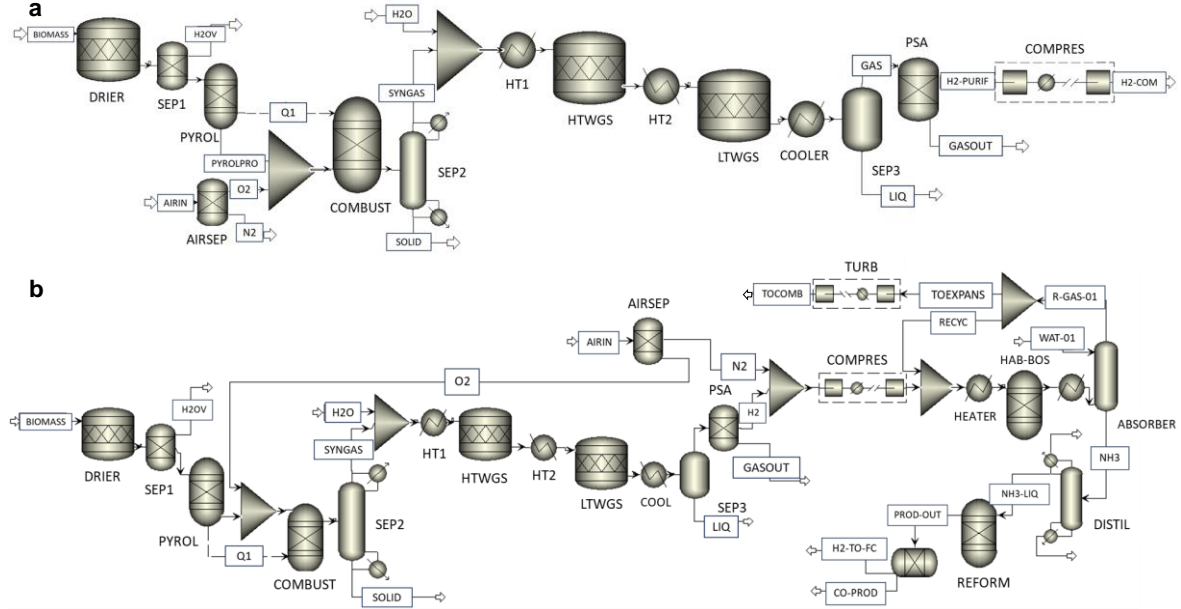 a
BIOMASS
H2OV
DRIER
SEP1
PYROL
Q1
PYROLPRO
O2
AIRIN
N2
AIRSEP
COMBUST
H2O
SYNGAS
SEP2
SOLID
HT1
HTWGS
HT2
LTWGS
COOLER
GAS
PSA
SEP3
LIQ
H2-PURIF
GASOUT
COMPRES
H2-COM
b
BIOMASS
H2OV
DRIER
SEP1
PYROL
Q1
COMBUST
O2
H2O
SYNGAS
SEP2
SOLID
HT1
HTWGS
HT2
LTWGS
COOL
SEP3
LIQ
PSA
H2
GASOUT
AIRSEP
AIRIN
N2
COMPRES
TURB
TOCOMB
TOEXPANS
R-GAS-01
RECYC
WAT-01
HAB-BOS
HEATER
ABSORBER
NH3
NH3-LIQ
DISTIL
PROD-OUT
REFORM
H2-TO-FC
CO-PROD